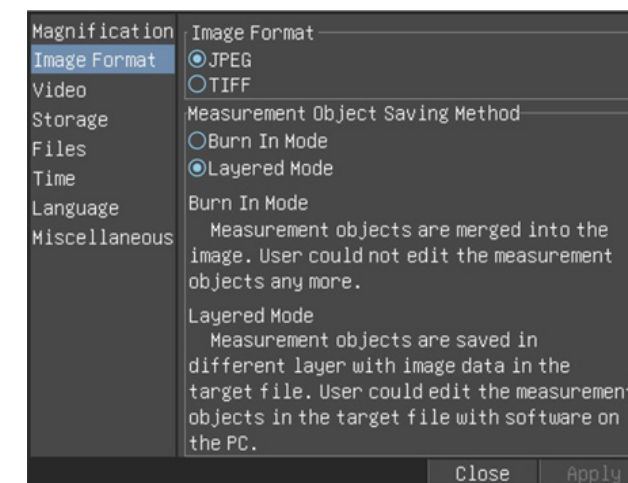 Magnification
Image Format
Video
Storage
Files
Time
Language
Miscellaneous
Image Format
JPEG
TIFF
Measurement Object Saving Method
Burn In Mode
Layered Mode
Burn In Mode
Measurement objects are merged into the
image. User could not edit the measurement
objects any more.
Layered Mode
Measurement objects are saved in
different layer with image data in the
target file. User could edit the measurement
objects in the target file with software on
the PC.
Close
Apply